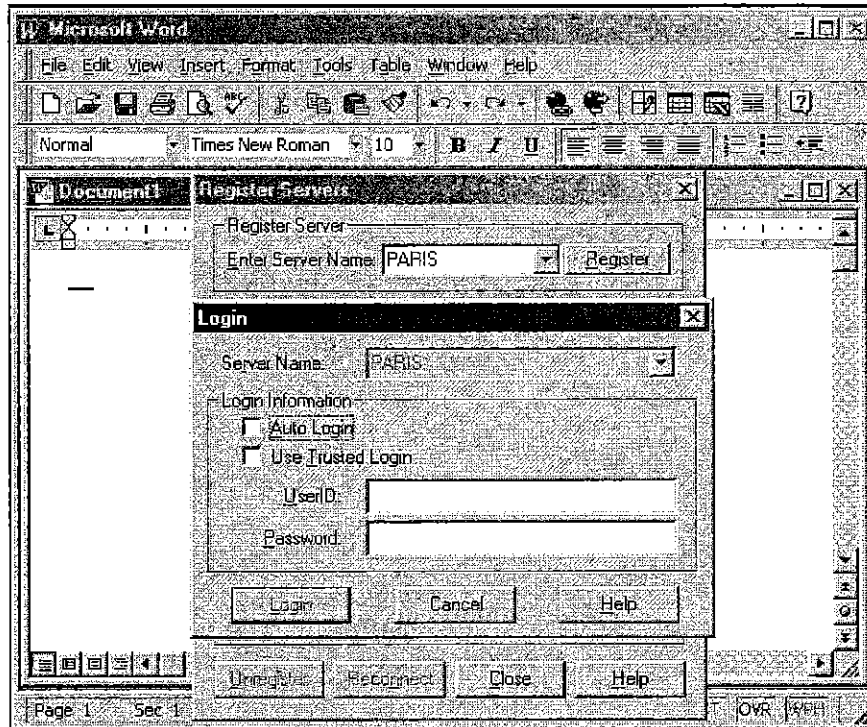 Microsoft Word
File Edit View Insert Format Tools Table Window Help
ABC
Normal Times New Roman 10 B I U
Document1
Register Servers
Register Server
Enter Server Name: PARIS Register
Login
Server Name: PARIS
Login Information
Auto Login
Use Trusted Login
UserID:
Password:
Login Cancel Help
Unregister Reconnect Close Help
Page 1 Sec 1 OVR WPH